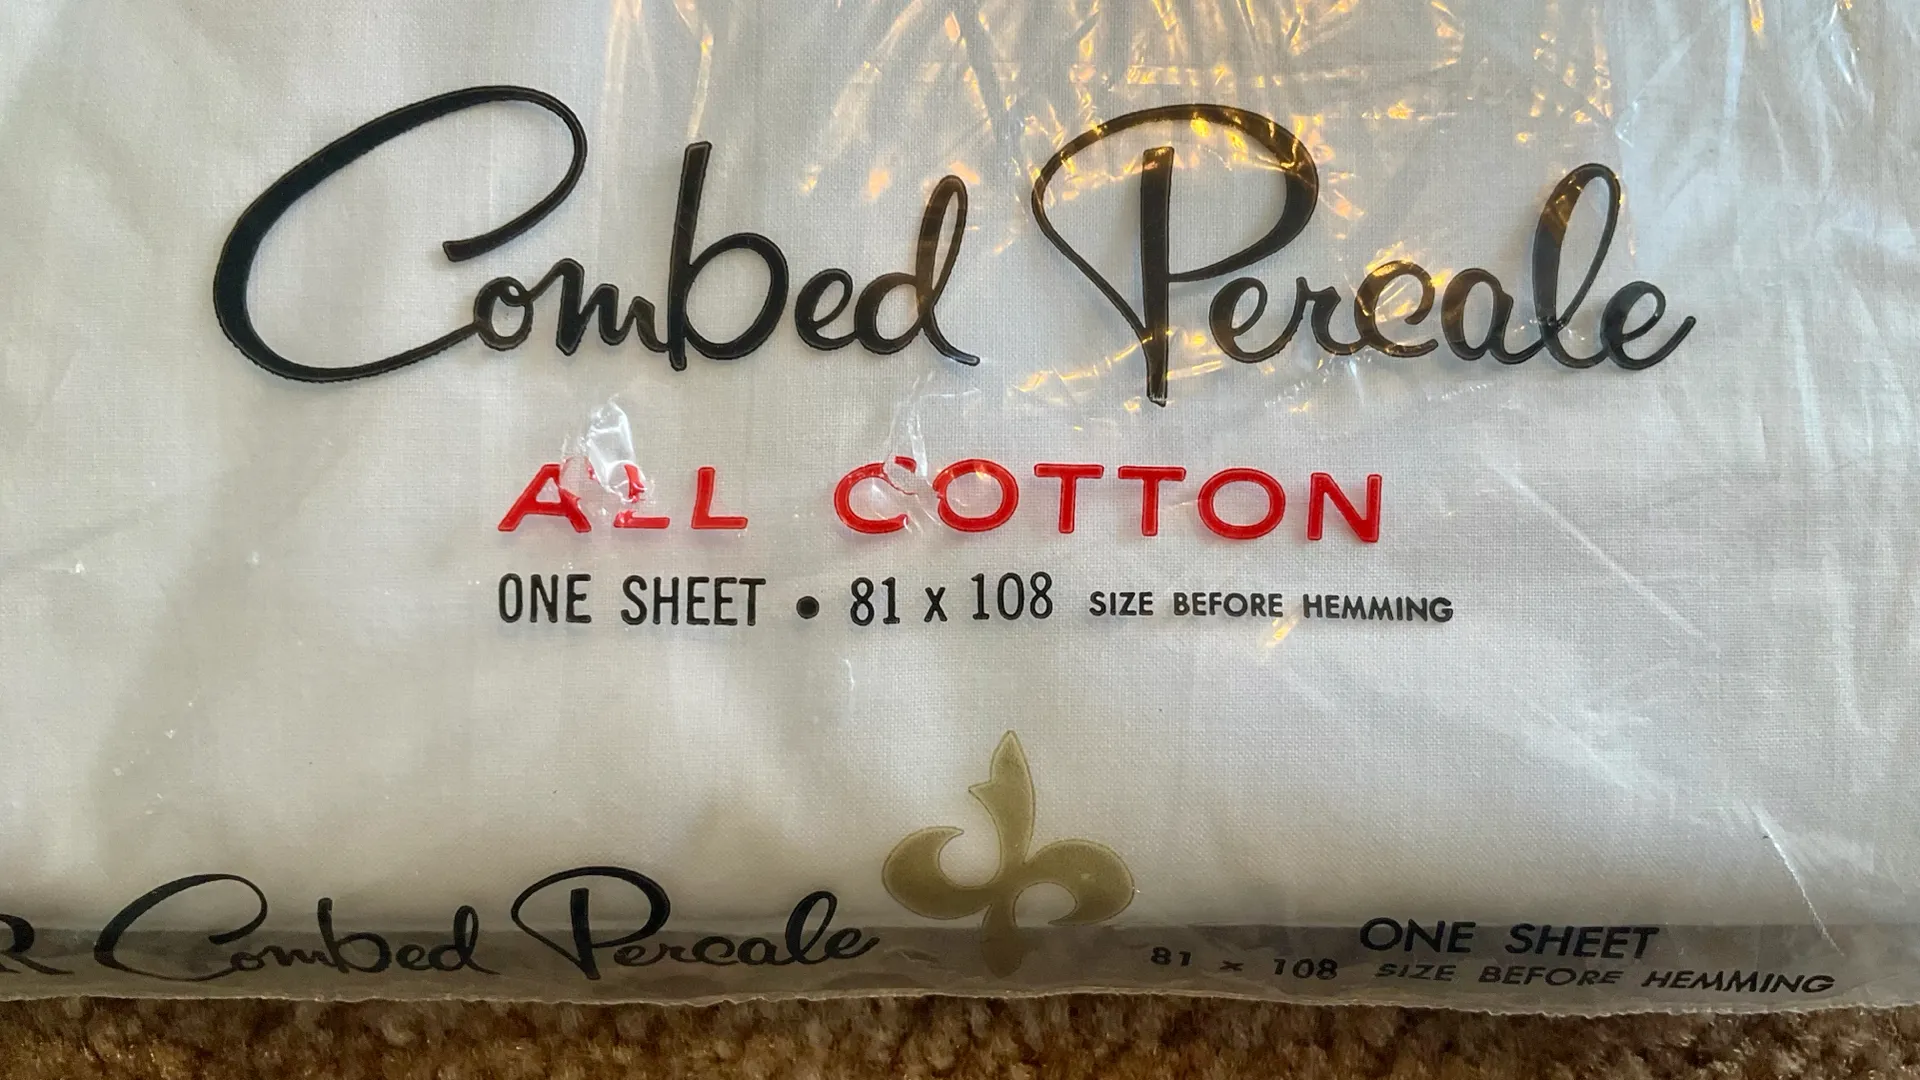 Combed Percale
ALL COTTON
ONE SHEET • 81 x 108 SIZE BEFORE HEMMING
Combed Percale
ONE SHEET
81 x 108 SIZE BEFORE HEMMING